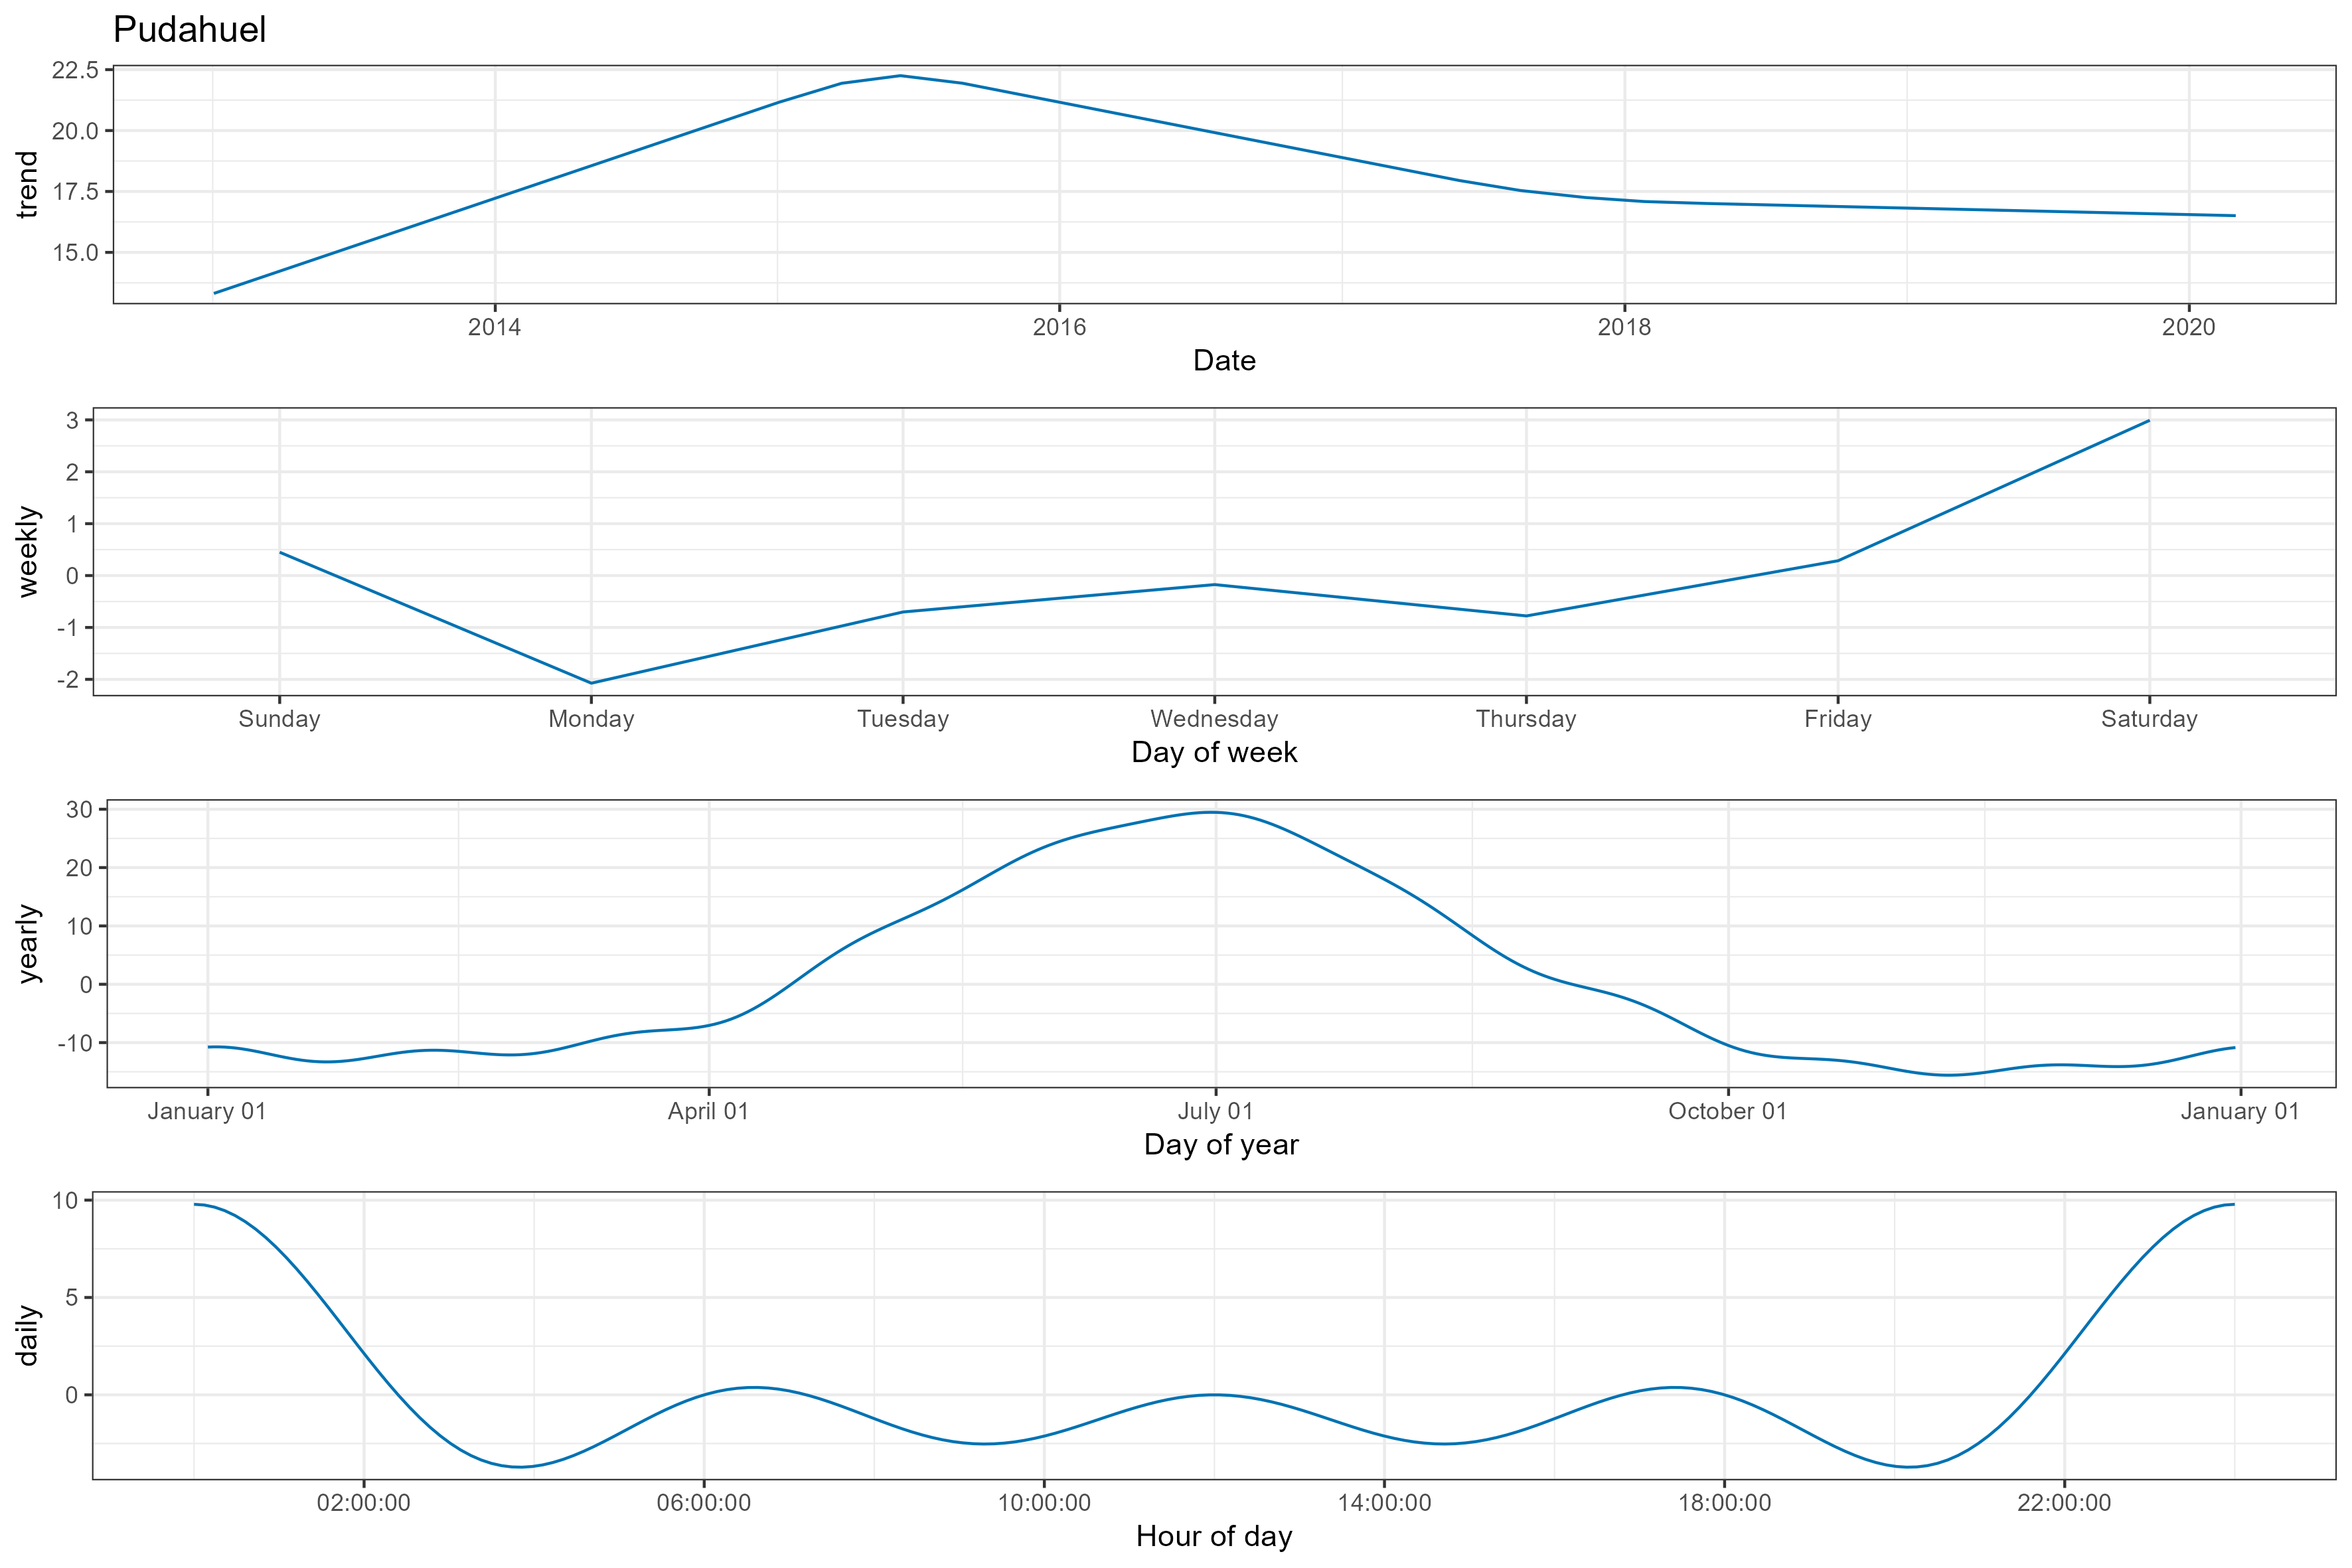 Pudahuel
22.5
20.0
17.5
15.0
trend
2014 2016 2018 2020
Date
3
2
1
0
-1
-2
weekly
Sunday Monday Tuesday Wednesday Thursday Friday Saturday
Day of week
30
20
10
0
-10
yearly
January 01 April 01 July 01 October 01 January 01
Day of year
10
5
0
daily
02:00:00 06:00:00 10:00:00 14:00:00 18:00:00 22:00:00
Hour of day